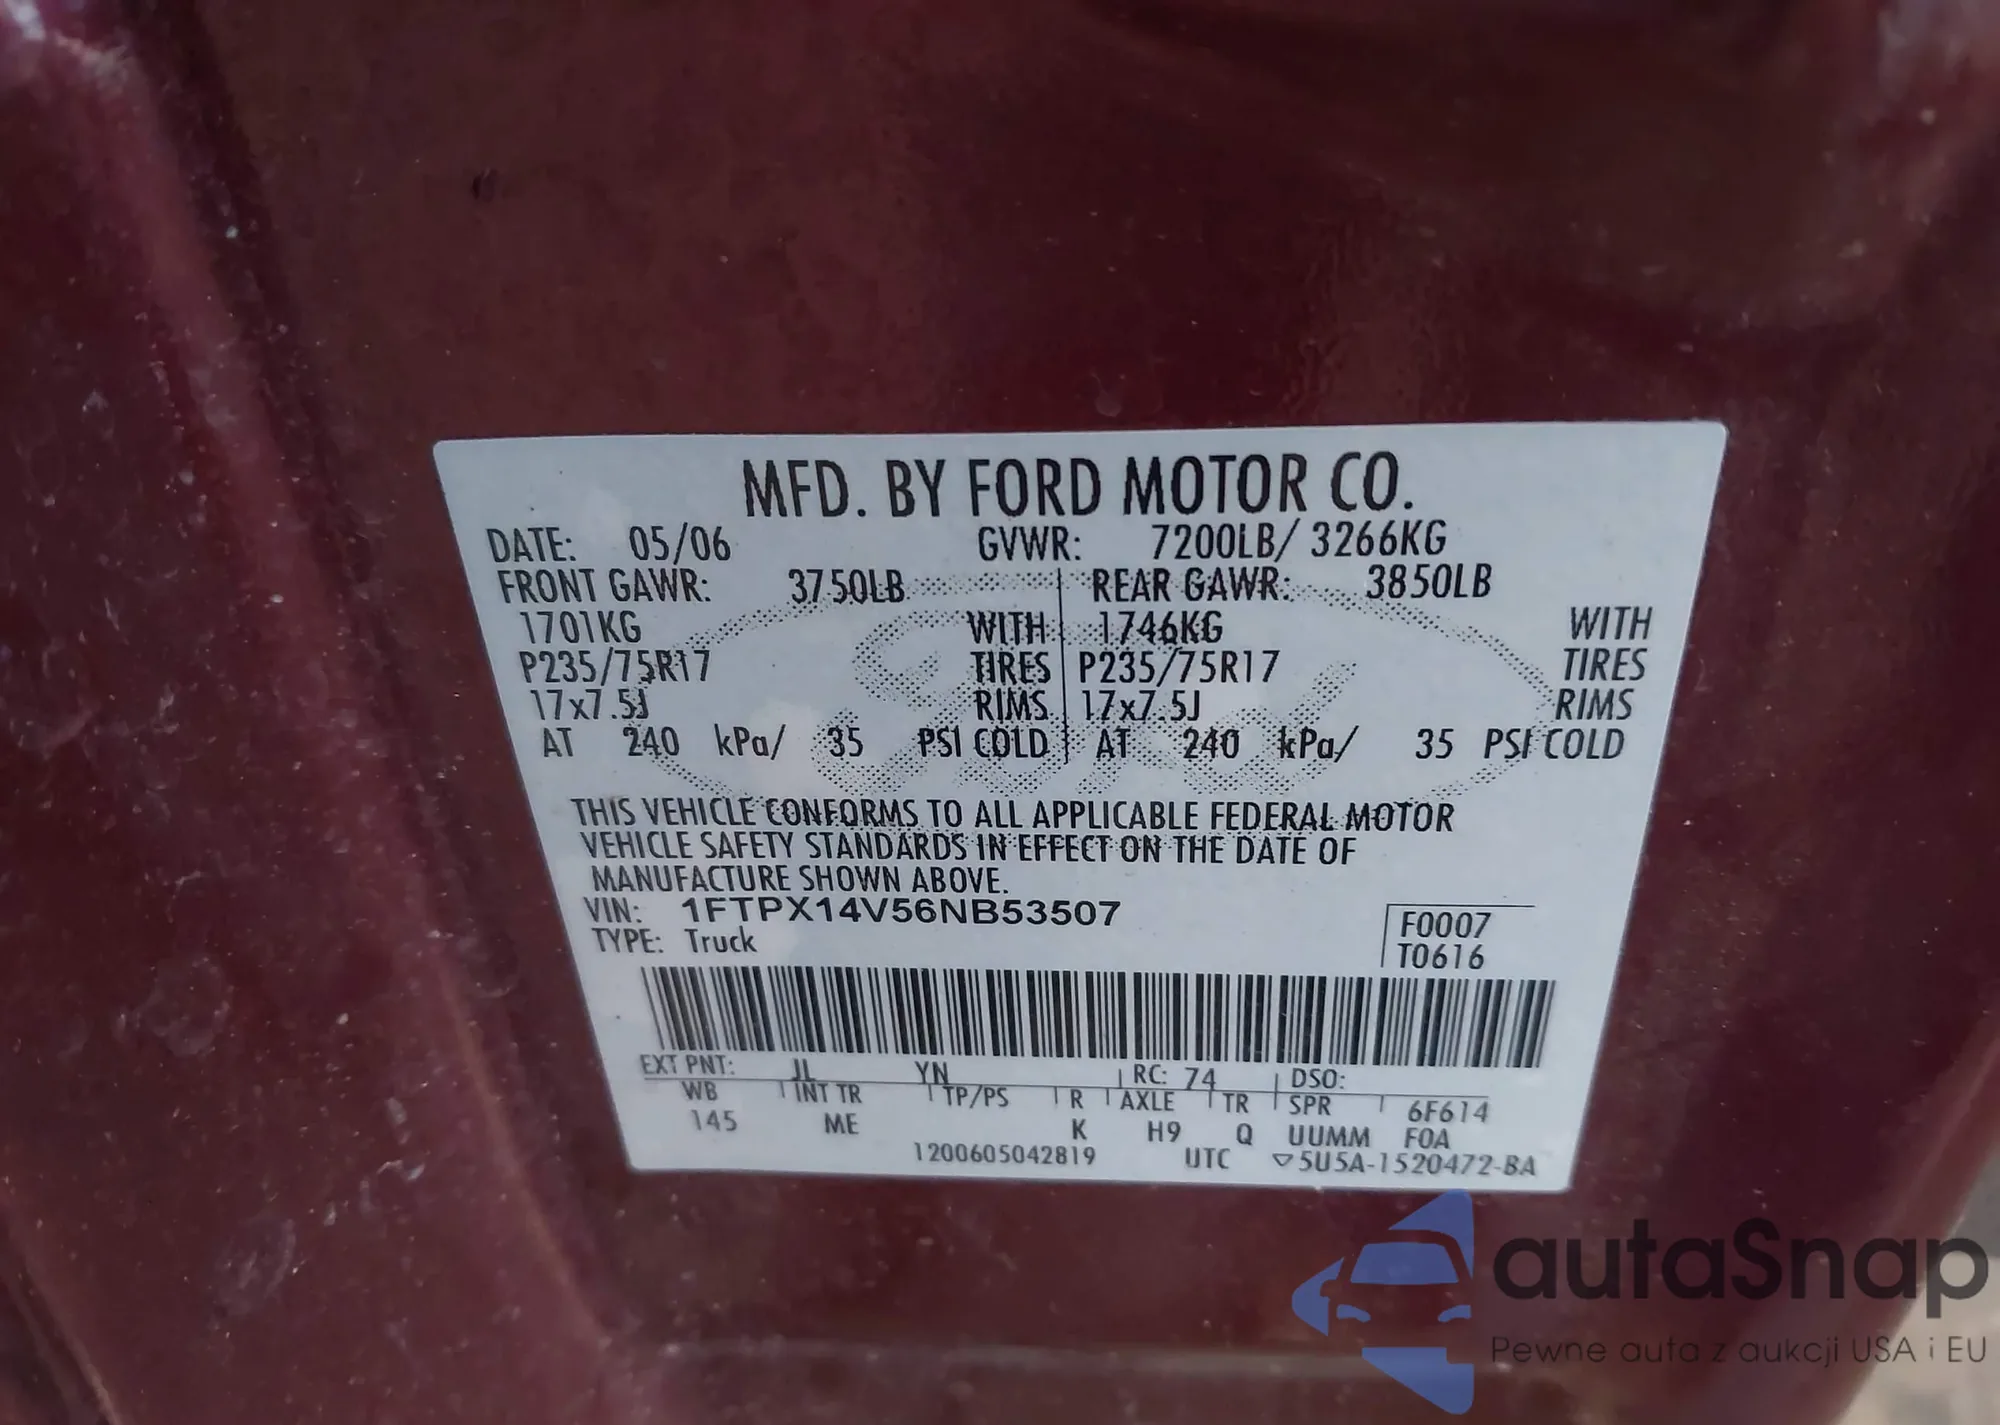 MFD. BY FORD MOTOR CO.
DATE: 05/06 GVWR: 7200LB/ 3266KG
FRONT GAWR: 3750LB REAR GAWR: 3850LB
1701KG WITH 1746KG WITH
P235/75R17 TIRES P235/75R17 TIRES
17x7.5J RIMS 17x7.5J RIMS
AT 240 kPa/ 35 PSI COLD AT 240 kPa/ 35 PSI COLD
Ford
THIS VEHICLE CONFORMS TO ALL APPLICABLE FEDERAL MOTOR
VEHICLE SAFETY STANDARDS IN EFFECT ON THE DATE OF
MANUFACTURE SHOWN ABOVE.
VIN: 1FTPX14V56NB53507 F0007
TYPE: Truck T0616
EXT PNT: JL YN RC: 74 DSO:
WB INT TR TP/PS R AXLE TR SPR 6F614
145 ME K H9 Q UUMM F0A
1200605042819 UTC ▽5U5A-1520472-BA
autaSnap
Pewne auta z aukcji USA i EU